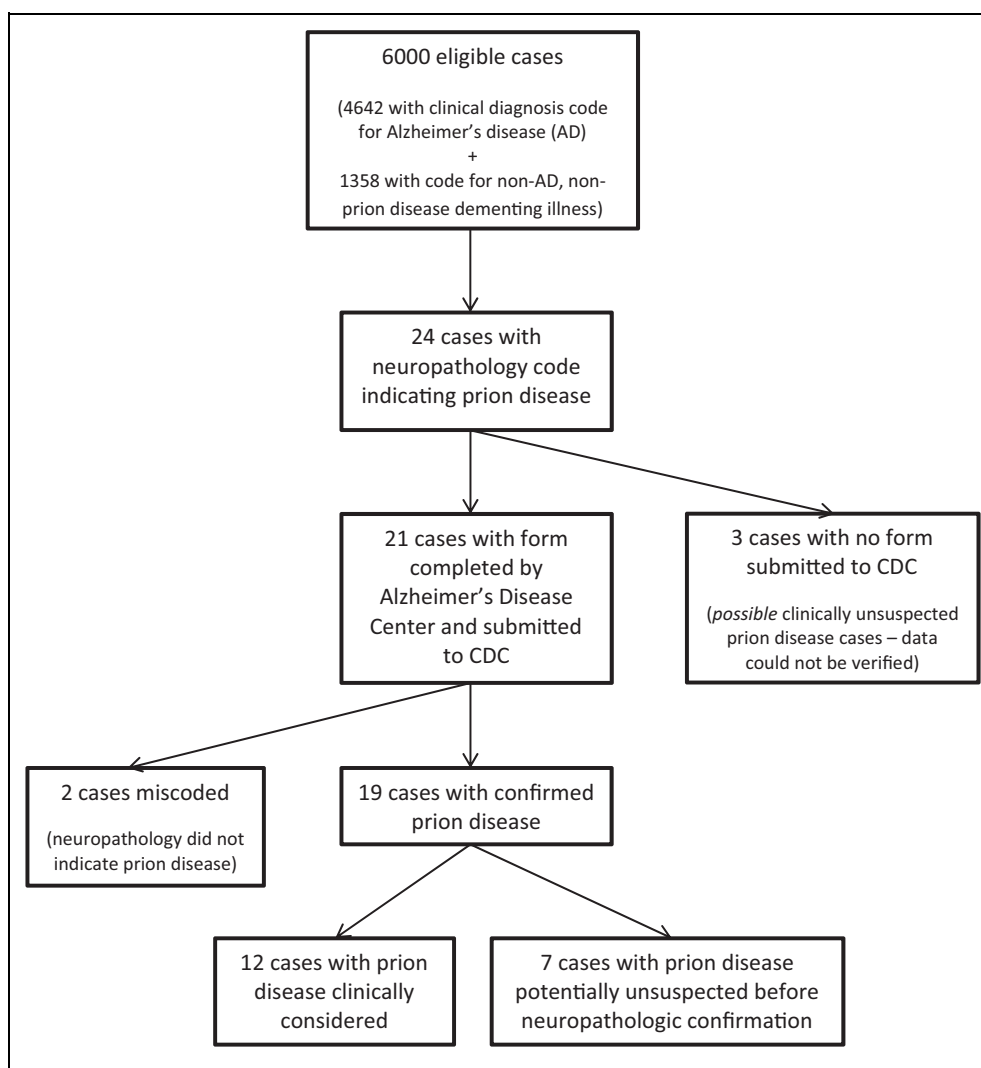 6000 eligible cases
(4642 with clinical diagnosis code
for Alzheimer’s disease (AD)
+
1358 with code for non-AD, non-
prion disease dementing illness)
24 cases with
neuropathology code
indicating prion disease
21 cases with form
completed by
Alzheimer’s Disease
Center and submitted
to CDC
3 cases with no form
submitted to CDC
(possible clinically unsuspected
prion disease cases – data
could not be verified)
2 cases miscoded
(neuropathology did not
indicate prion disease)
19 cases with confirmed
prion disease
12 cases with prion
disease clinically
considered
7 cases with prion disease
potentially unsuspected before
neuropathologic confirmation